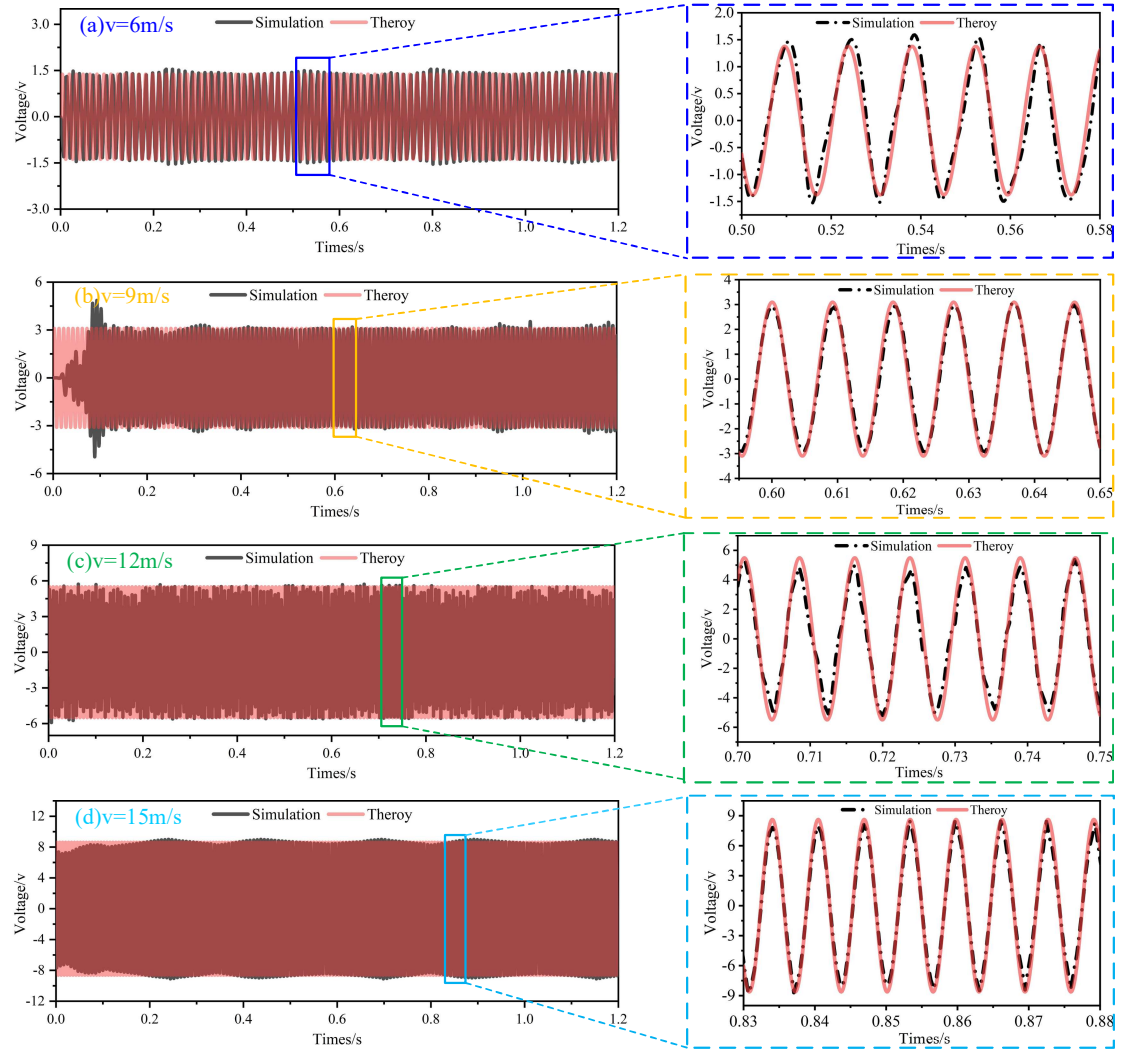 (a)v=6m/s
Simulation Theroy
3.0
1.5
0.0
-1.5
-3.0
Voltage/v
0.0 0.2 0.4 0.6 0.8 1.0 1.2
Times/s
Simulation Theroy
2.0
1.5
1.0
0.5
0.0
-0.5
-1.0
-1.5
Voltage/v
0.50 0.52 0.54 0.56 0.58
Times/s
(b)v=9m/s
Simulation Theroy
6
3
0
-3
-6
Voltage/v
0.0 0.2 0.4 0.6 0.8 1.0 1.2
Times/s
Simulation Theroy
4
3
2
1
0
-1
-2
-3
-4
Voltage/v
0.60 0.61 0.62 0.63 0.64 0.65
Times/s
(c)v=12m/s
Simulation Theroy
9
6
3
0
-3
-6
Voltage/v
0.0 0.2 0.4 0.6 0.8 1.0 1.2
Times/s
Simulation Theroy
6
4
2
0
-2
-4
-6
Voltage/v
0.70 0.71 0.72 0.73 0.74 0.75
Times/s
(d)v=15m/s
Simulation Theroy
12
8
4
0
-4
-8
-12
Voltage/v
0.0 0.2 0.4 0.6 0.8 1.0 1.2
Times/s
Simulation Theroy
9
6
3
0
-3
-6
-9
Voltage/v
0.83 0.84 0.85 0.86 0.87 0.88
Times/s